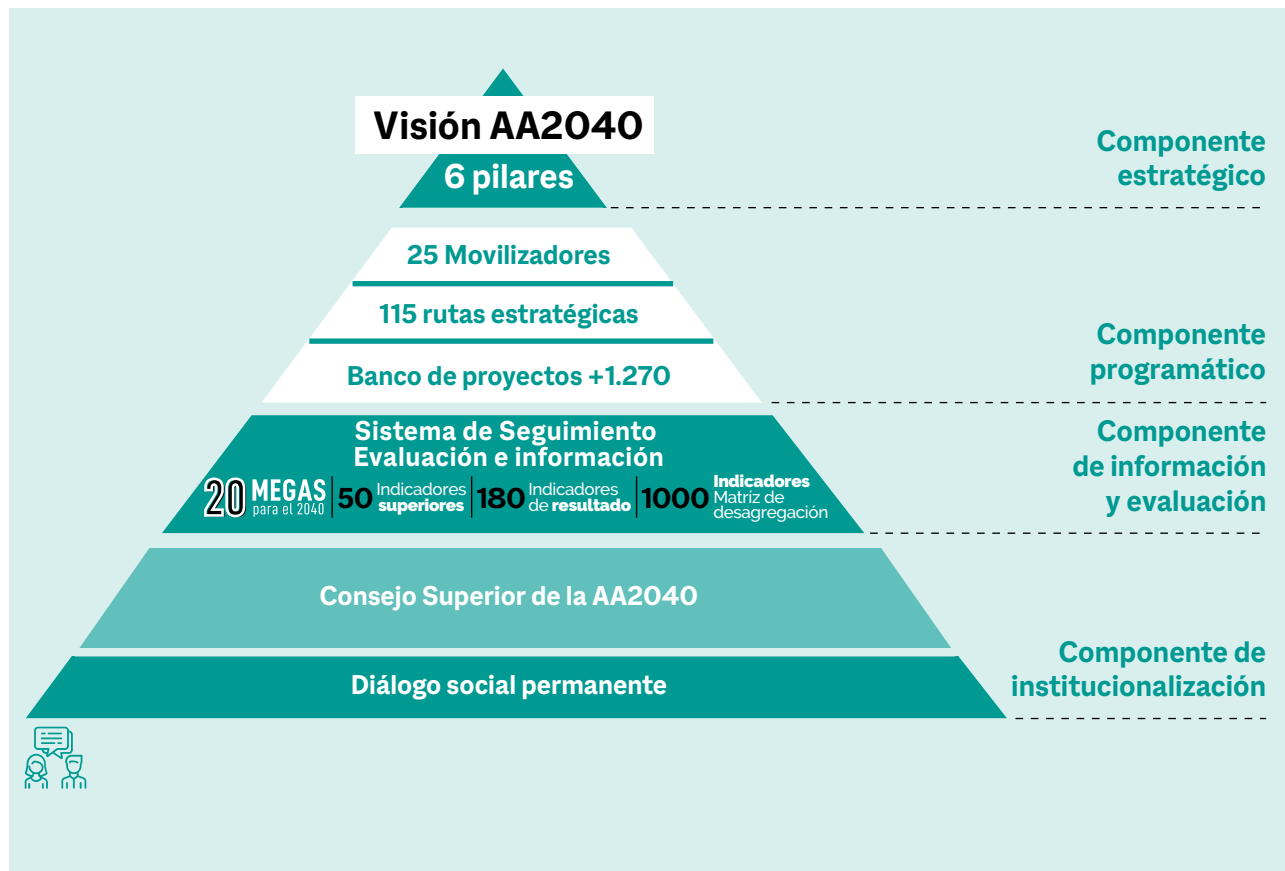 Visión AA2040
6 pilares
Componente
estratégico
25 Movilizadores
115 rutas estratégicas
Banco de proyectos +1.270
Componente
programático
Sistema de Seguimiento
Evaluación e información
20 MEGAS
para el 2040
50 Indicadores
superiores
180 Indicadores
de resultado
1000 Indicadores
Matríz de
desagregación
Componente
de información
y evaluación
Consejo Superior de la AA2040
Diálogo social permanente
Componente de
institucionalización